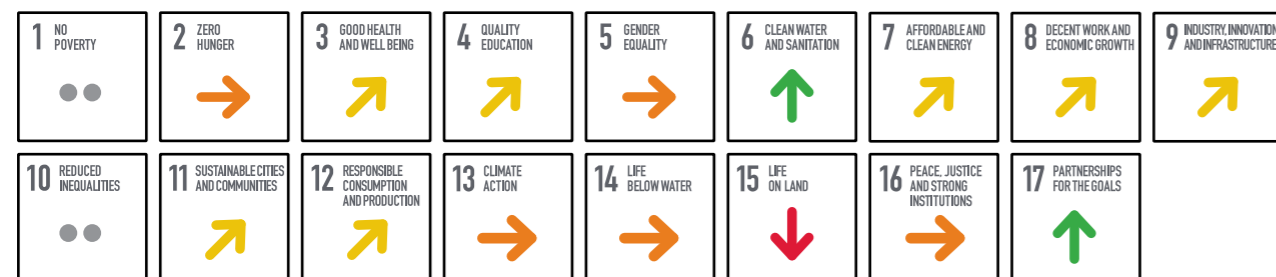 1 NO
POVERTY
2 ZERO
HUNGER
3 GOOD HEALTH
AND WELL BEING
4 QUALITY
EDUCATION
5 GENDER
EQUALITY
6 CLEAN WATER
AND SANITATION
7 AFFORDABLE AND
CLEAN ENERGY
8 DECENT WORK AND
ECONOMIC GROWTH
9 INDUSTRY, INNOVATION
AND INFRASTRUCTURE
10 REDUCED
INEQUALITIES
11 SUSTAINABLE CITIES
AND COMMUNITIES
12 RESPONSIBLE
CONSUMPTION
AND PRODUCTION
13 CLIMATE
ACTION
14 LIFE
BELOW WATER
15 LIFE
ON LAND
16 PEACE, JUSTICE
AND STRONG
INSTITUTIONS
17 PARTNERSHIPS
FOR THE GOALS